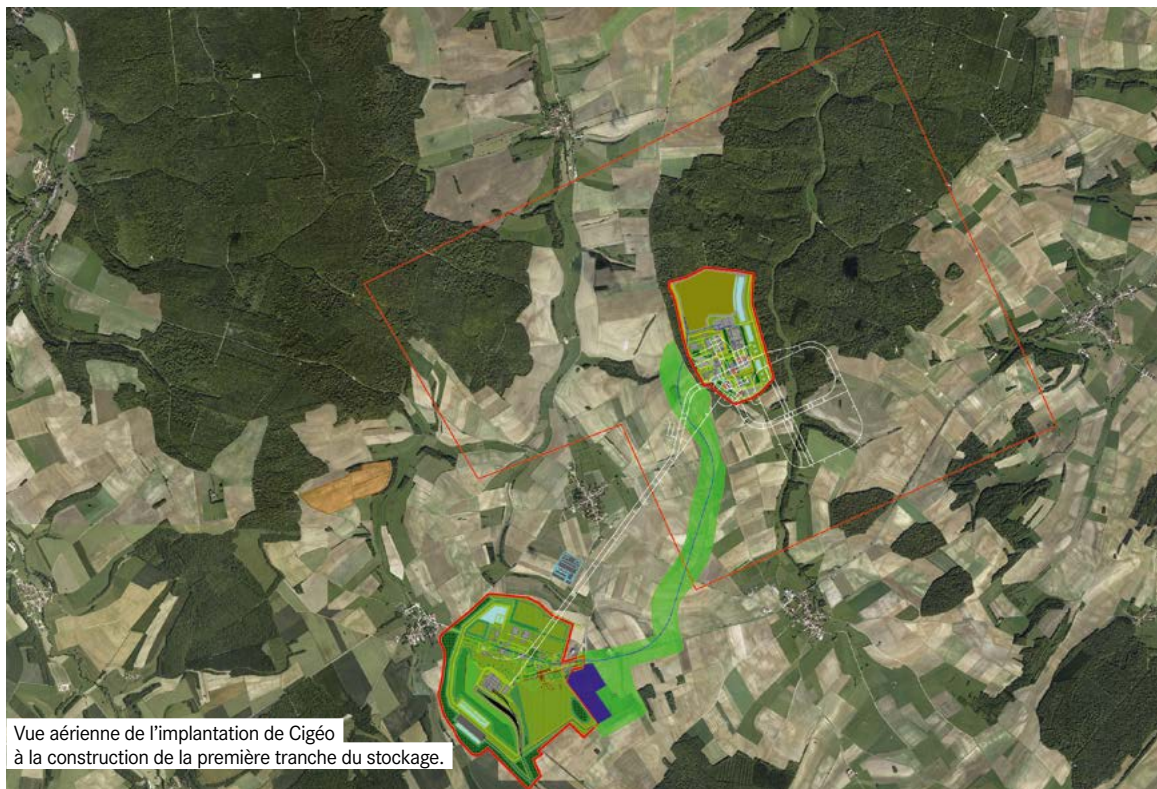 Vue aérienne de l’implantation de Cigéo
à la construction de la première tranche du stockage.